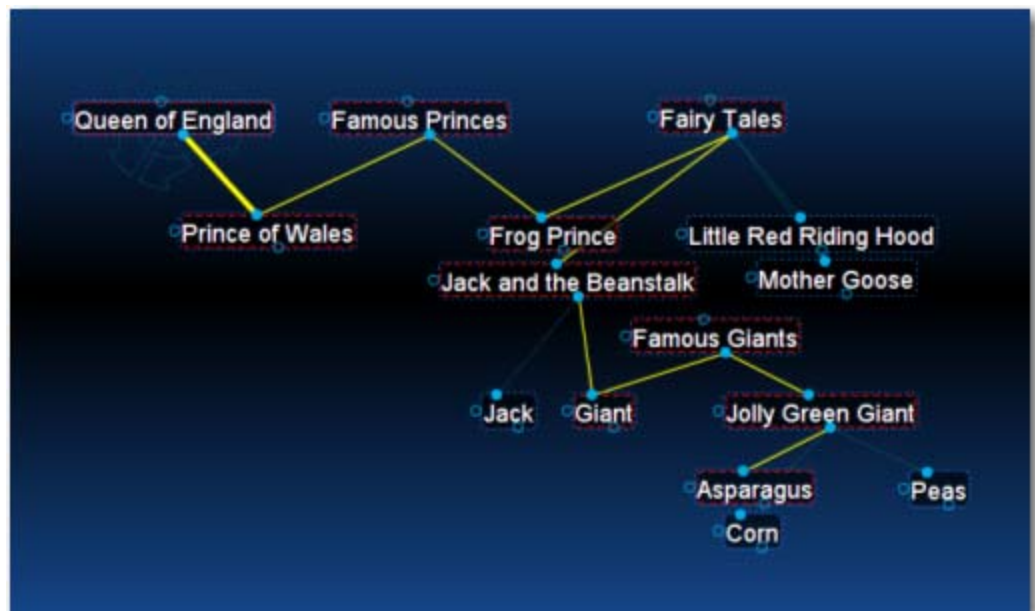 Queen of England
Famous Princes
Fairy Tales
Prince of Wales
Frog Prince
Little Red Riding Hood
Jack and the Beanstalk
Mother Goose
Famous Giants
Jack
Giant
Jolly Green Giant
Asparagus
Peas
Corn